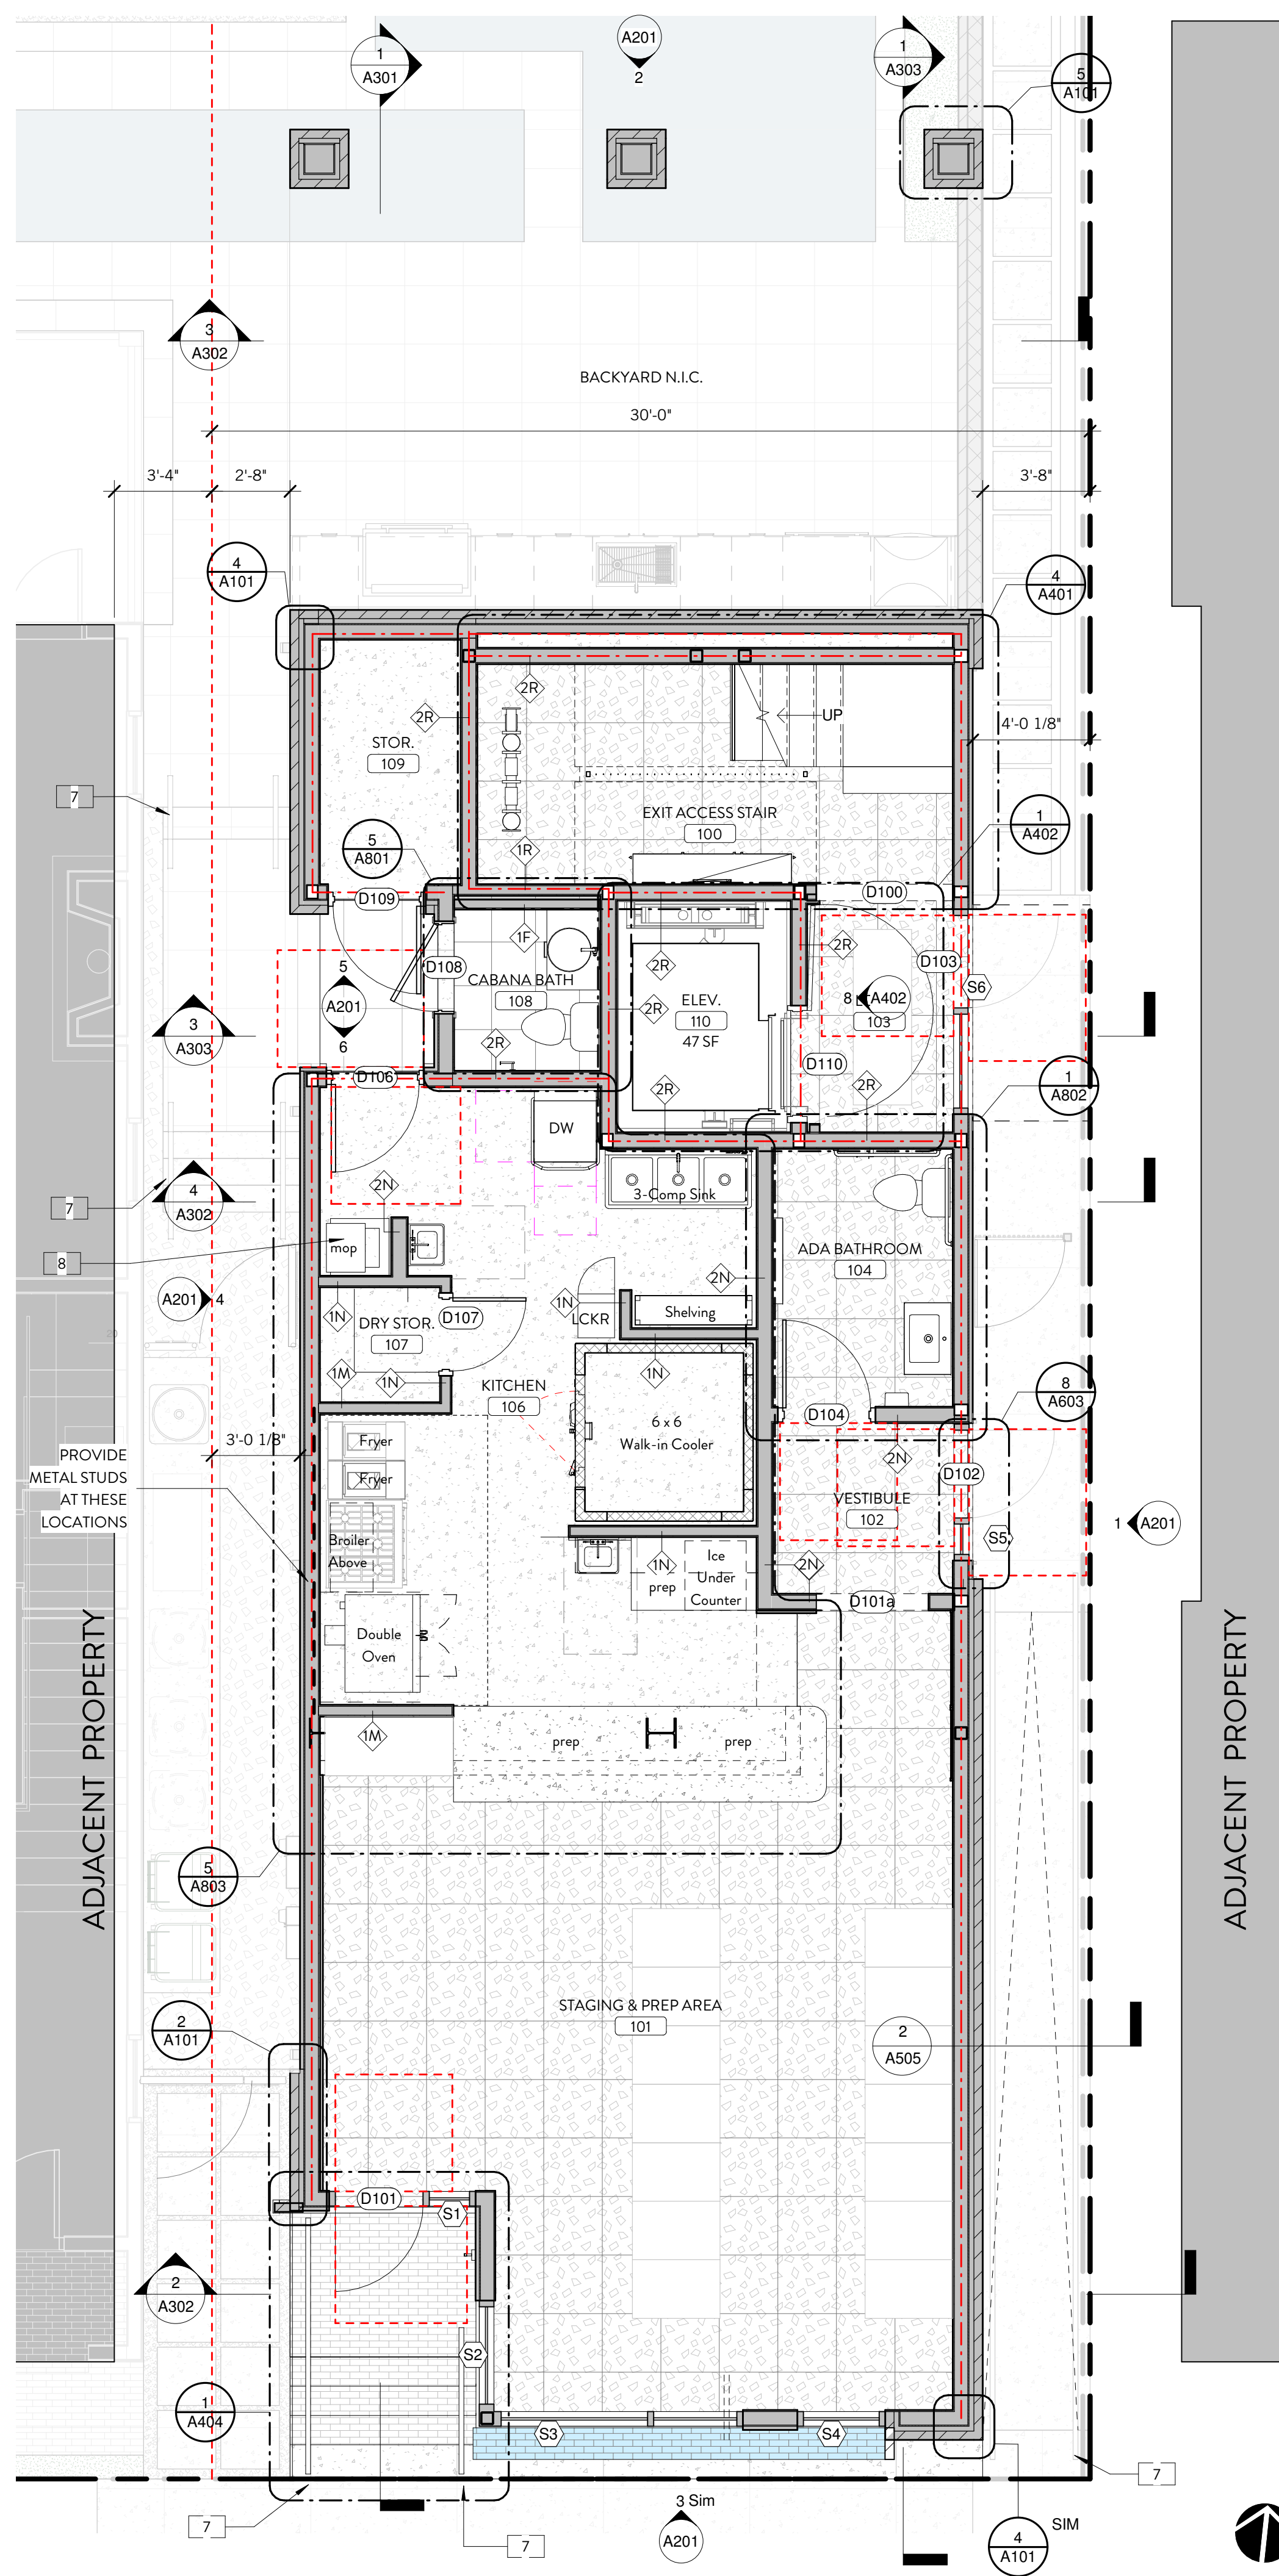 1
A301
A201
2
1
A303
5
A101
3
A302
BACKYARD N.I.C.
30'-0"
3'-4"
2'-8"
3'-8"
4
A101
4
A401
2R
2R
UP
4'-0 1/8"
STOR.
109
7
EXIT ACCESS STAIR
100
1
A402
5
A801
1R
D109
D100
1F
2R
D108
CABANA BATH
108
2R
D103
S6
5
A201
6
ELEV.
110
47 SF
2R
8
A402
103
3
A303
2R
D106
D110
2R
2R
1
A802
DW
3-Comp Sink
2N
4
A302
7
8
mop
ADA BATHROOM
104
2N
A201
4
1N
D107
1N
LCKR
Shelving
DRY STOR.
107
1M
1N
KITCHEN
106
1N
8
A603
6 x 6
Walk-in Cooler
D104
3'-0 1/8"
Fryer
Fryer
2N
D102
PROVIDE
METAL STUDS
AT THESE
LOCATIONS
VESTIBULE
102
1
A201
S5
Broiler
Above
1N
prep
Ice
Under
Counter
2N
D101a
Double
Oven
1M
prep
prep
ADJACENT PROPERTY
ADJACENT PROPERTY
5
A803
STAGING & PREP AREA
101
2
A101
2
A505
D101
S1
2
A302
S2
1
A404
S3
S4
7
7
7
3 Sim
A201
SIM
4
A101